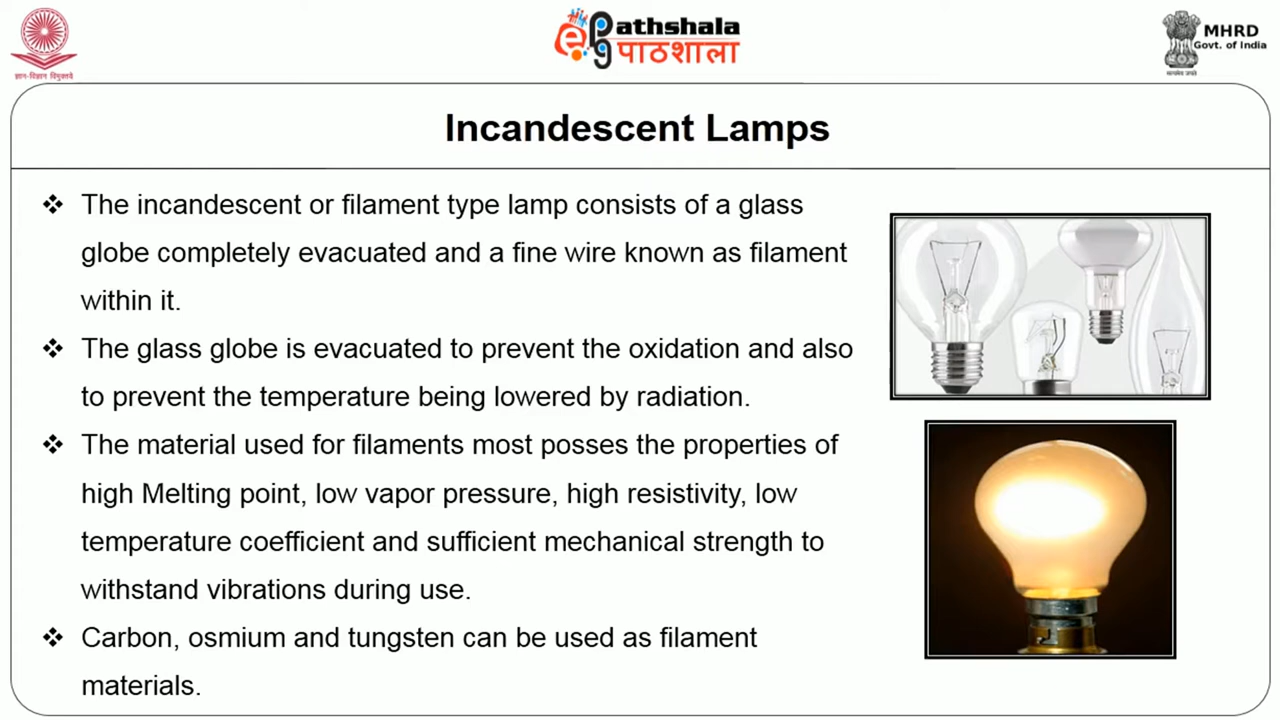 ज्ञान-विज्ञान विमुक्तये
ePathshala
पाठशाला
MHRD
Govt. of India
सत्यमेव जयते
Incandescent Lamps
❖ The incandescent or filament type lamp consists of a glass
globe completely evacuated and a fine wire known as filament
within it.
❖ The glass globe is evacuated to prevent the oxidation and also
to prevent the temperature being lowered by radiation.
❖ The material used for filaments most posses the properties of
high Melting point, low vapor pressure, high resistivity, low
temperature coefficient and sufficient mechanical strength to
withstand vibrations during use.
❖ Carbon, osmium and tungsten can be used as filament
materials.